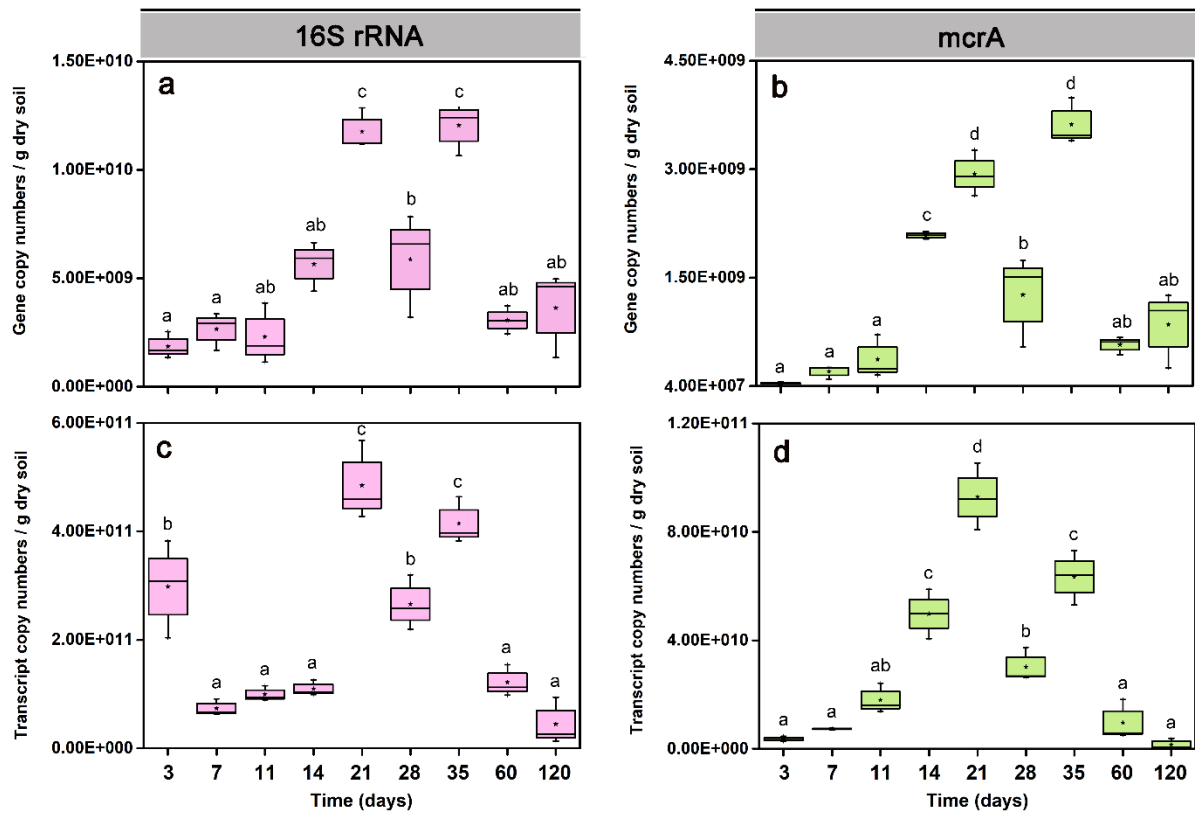 16S rRNA
mcrA
Gene copy numbers / g dry soil
1.50E+010
1.00E+010
5.00E+009
0.00E+000
a
a a ab ab c b c ab ab
Gene copy numbers / g dry soil
4.50E+009
3.00E+009
1.50E+009
4.00E+007
b
a a a c d b d ab ab
Transcript copy numbers / g dry soil
6.00E+011
4.00E+011
2.00E+011
0.00E+000
c
b a a a c b c a a
3 7 11 14 21 28 35 60 120
Time (days)
Transcript copy numbers / g dry soil
1.20E+011
8.00E+010
4.00E+010
0.00E+000
d
a a ab c d b c a a
3 7 11 14 21 28 35 60 120
Time (days)